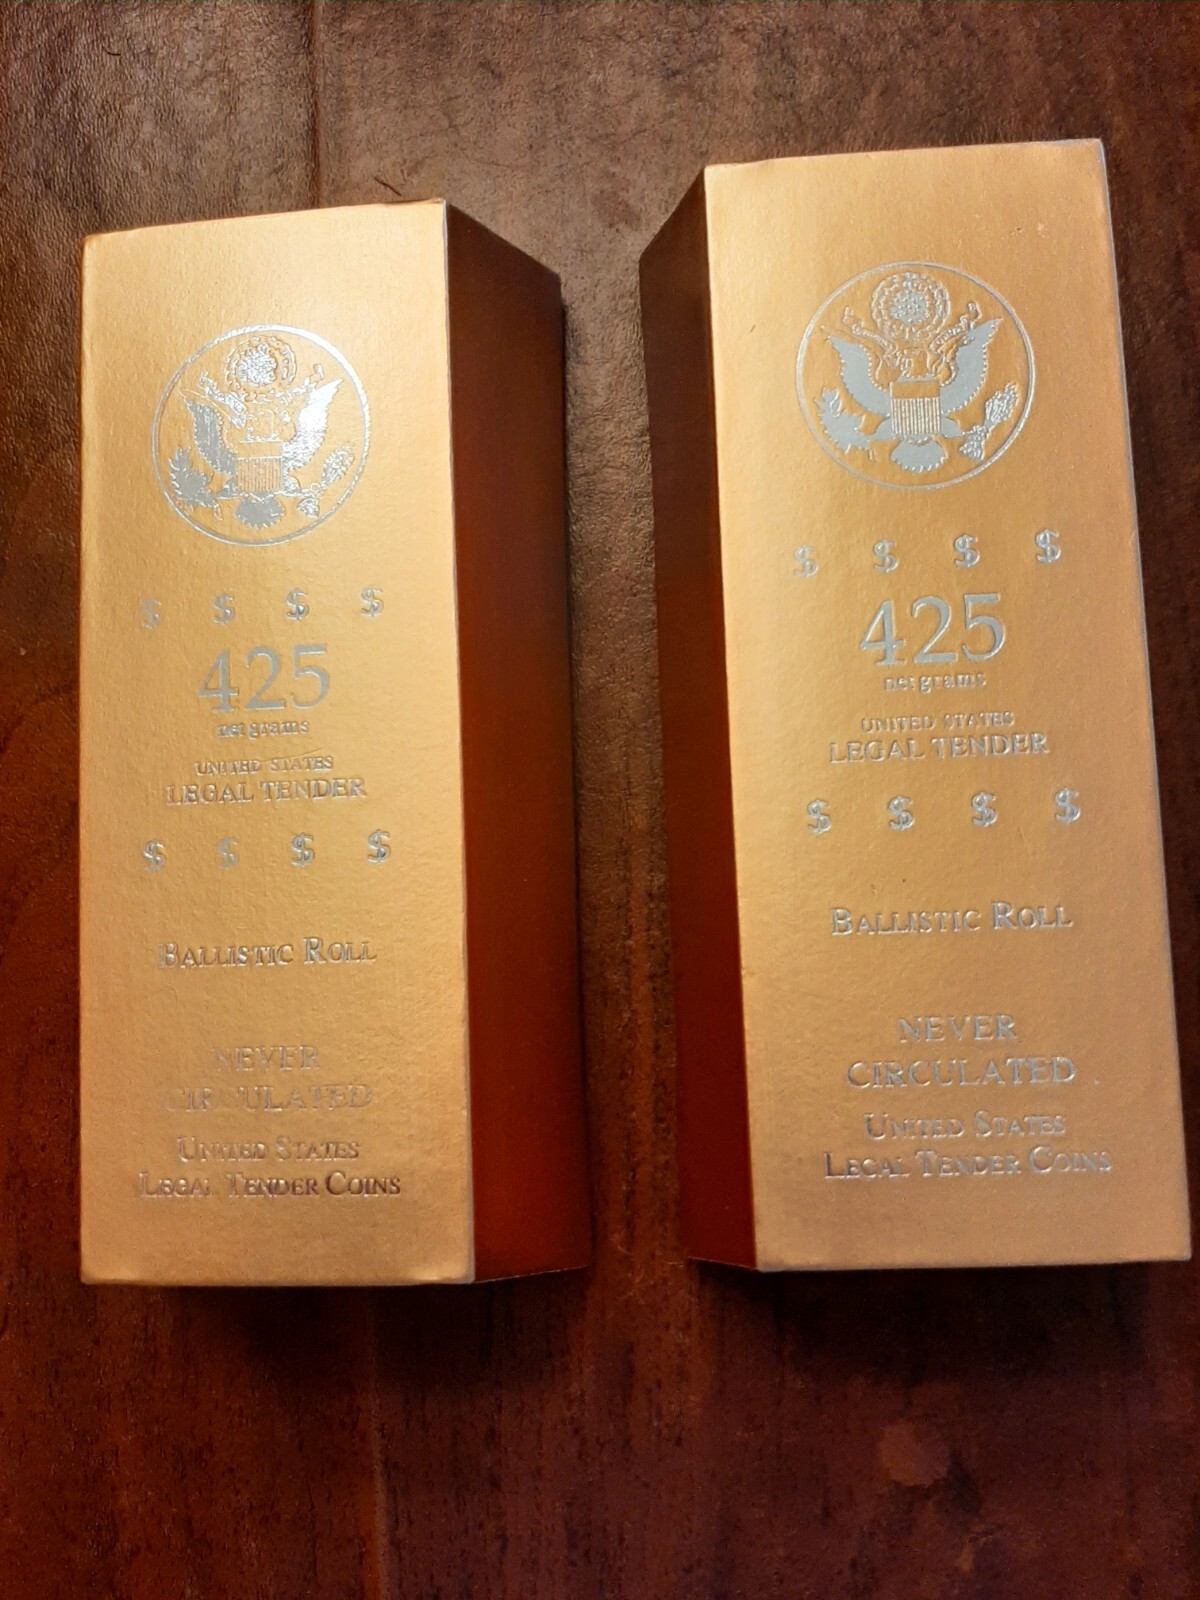 $ $ $ $
425
net grams
UNITED STATES
LEGAL TENDER
$ $ $ $
BALLISTIC ROLL
NEVER
CIRCULATED
UNITED STATES
LEGAL TENDER COINS
$ $ $ $
425
net grams
UNITED STATES
LEGAL TENDER
$ $ $ $
BALLISTIC ROLL
NEVER
CIRCULATED
UNITED STATES
LEGAL TENDER COINS